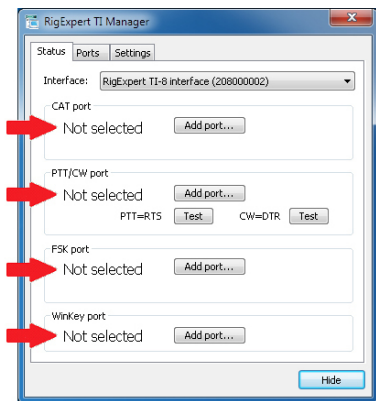 RigExpert TI Manager
Status Ports Settings
Interface: RigExpert TI-8 interface (208000002)
CAT port
Not selected Add port...
PTT/CW port
Not selected Add port...
PTT=RTS Test CW=DTR Test
FSK port
Not selected Add port...
WinKey port
Not selected Add port...
Hide